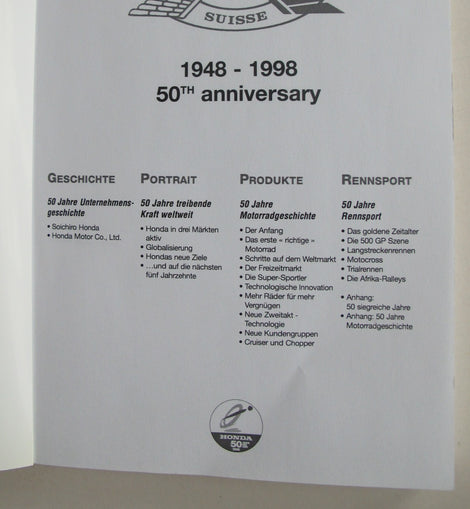 SUISSE
1948 - 1998
50TH anniversary
GESCHICHTE
50 Jahre Unternehmens-
geschichte
• Soichiro Honda
• Honda Motor Co., Ltd.
PORTRAIT
50 Jahre treibende
Kraft weltweit
• Honda in drei Märkten
aktiv
• Globalisierung
• Hondas neue Ziele
• …und auf die nächsten
fünf Jahrzehnte
PRODUKTE
50 Jahre
Motorradgeschichte
• Der Anfang
• Das erste « richtige »
Motorrad
• Schritte auf dem Weltmarkt
• Der Freizeitmarkt
• Die Super-Sportler
• Technologische Innovation
• Mehr Räder für mehr
Vergnügen
• Neue Zweitakt -
Technologie
• Neue Kundengruppen
• Cruiser und Chopper
RENNSPORT
50 Jahre
Rennsport
• Das goldene Zeitalter
• Die 500 GP Szene
• Langstreckenrennen
• Motocross
• Trialrennen
• Die Afrika-Ralleys
• Anhang:
50 siegreiche Jahre
• Anhang: 50 Jahre
Motorradgeschichte
HONDA
50